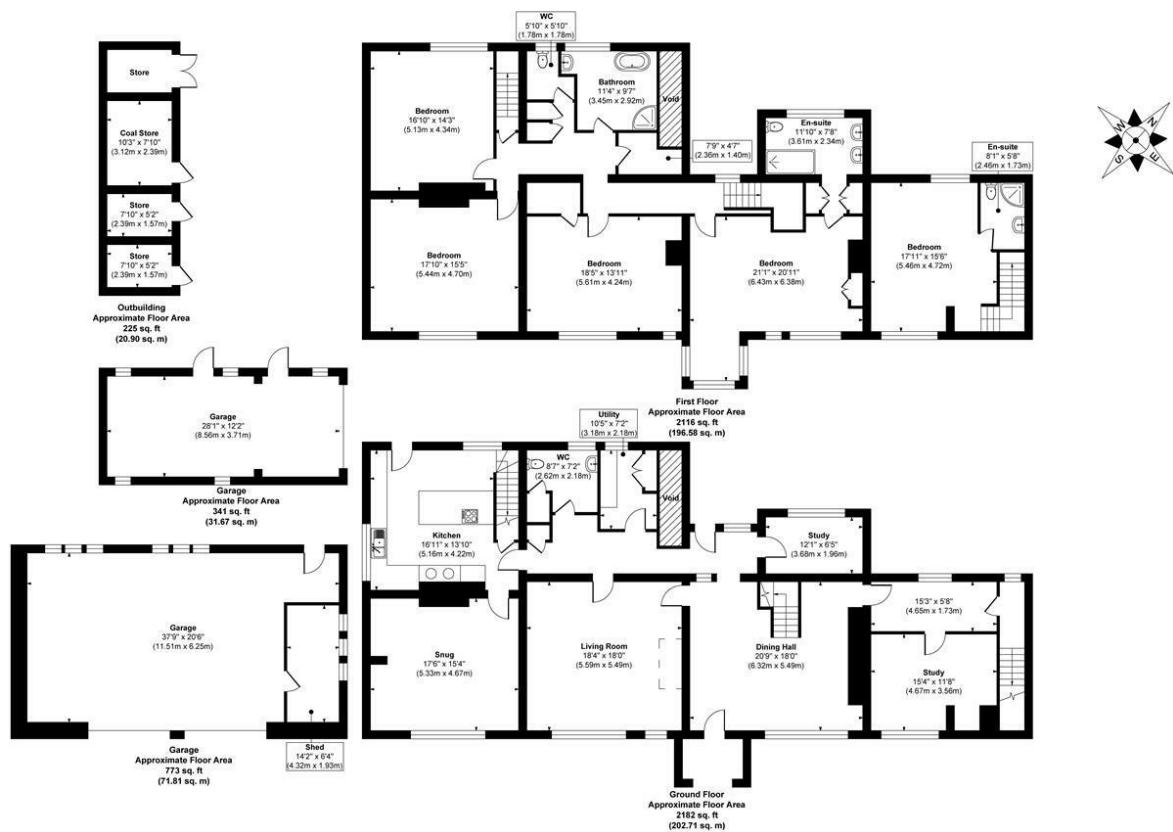 Store
Coal Store
10'3" x 7'10"
(3.12m x 2.39m)
Store
7'10" x 5'2"
(2.39m x 1.57m)
Store
7'10" x 5'2"
(2.39m x 1.57m)
Outbuilding
Approximate Floor Area
225 sq. ft
(20.90 sq. m)
Garage
28'1" x 12'2"
(8.56m x 3.71m)
Garage
Approximate Floor Area
341 sq. ft
(31.67 sq. m)
Garage
37'9" x 20'6"
(11.51m x 6.25m)
Shed
14'2" x 6'4"
(4.32m x 1.93m)
Garage
Approximate Floor Area
773 sq. ft
(71.81 sq. m)
WC
5'10" x 5'10"
(1.78m x 1.78m)
Bedroom
16'10" x 14'3"
(5.13m x 4.34m)
Bathroom
11'4" x 9'7"
(3.45m x 2.92m)
Void
7'9" x 4'7"
(2.36m x 1.40m)
En-suite
11'10" x 7'8"
(3.61m x 2.34m)
En-suite
8'1" x 5'8"
(2.46m x 1.73m)
Bedroom
17'10" x 15'5"
(5.44m x 4.70m)
Bedroom
18'5" x 13'11"
(5.61m x 4.24m)
Bedroom
21'1" x 20'11"
(6.43m x 6.38m)
Bedroom
17'11" x 15'6"
(5.46m x 4.72m)
First Floor
Approximate Floor Area
2116 sq. ft
(196.58 sq. m)
Utility
10'5" x 7'2"
(3.18m x 2.18m)
WC
8'7" x 7'2"
(2.62m x 2.18m)
Void
Kitchen
16'11" x 13'10"
(5.16m x 4.22m)
Study
12'1" x 6'5"
(3.68m x 1.96m)
15'3" x 5'8"
(4.65m x 1.73m)
Snug
17'6" x 15'4"
(5.33m x 4.67m)
Living Room
18'4" x 18'0"
(5.59m x 5.49m)
Dining Hall
20'9" x 18'0"
(6.32m x 5.49m)
Study
15'4" x 11'8"
(4.67m x 3.56m)
Ground Floor
Approximate Floor Area
2182 sq. ft
(202.71 sq. m)
N
E
S
W